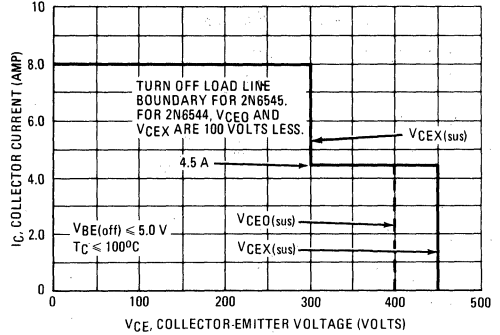 10
8.0
6.0
4.0
2.0
0
IC, COLLECTOR CURRENT (AMP)
TURN OFF LOAD LINE
BOUNDARY FOR 2N6545.
FOR 2N6544, VCEO AND
VCEX ARE 100 VOLTS LESS.
VCEX(sus)
4.5 A
VCEO(sus)
VCEX(sus)
VBE(off) ≤ 5.0 V
TC ≤ 100°C
0
100
200
300
400
500
VCE, COLLECTOR-EMITTER VOLTAGE (VOLTS)